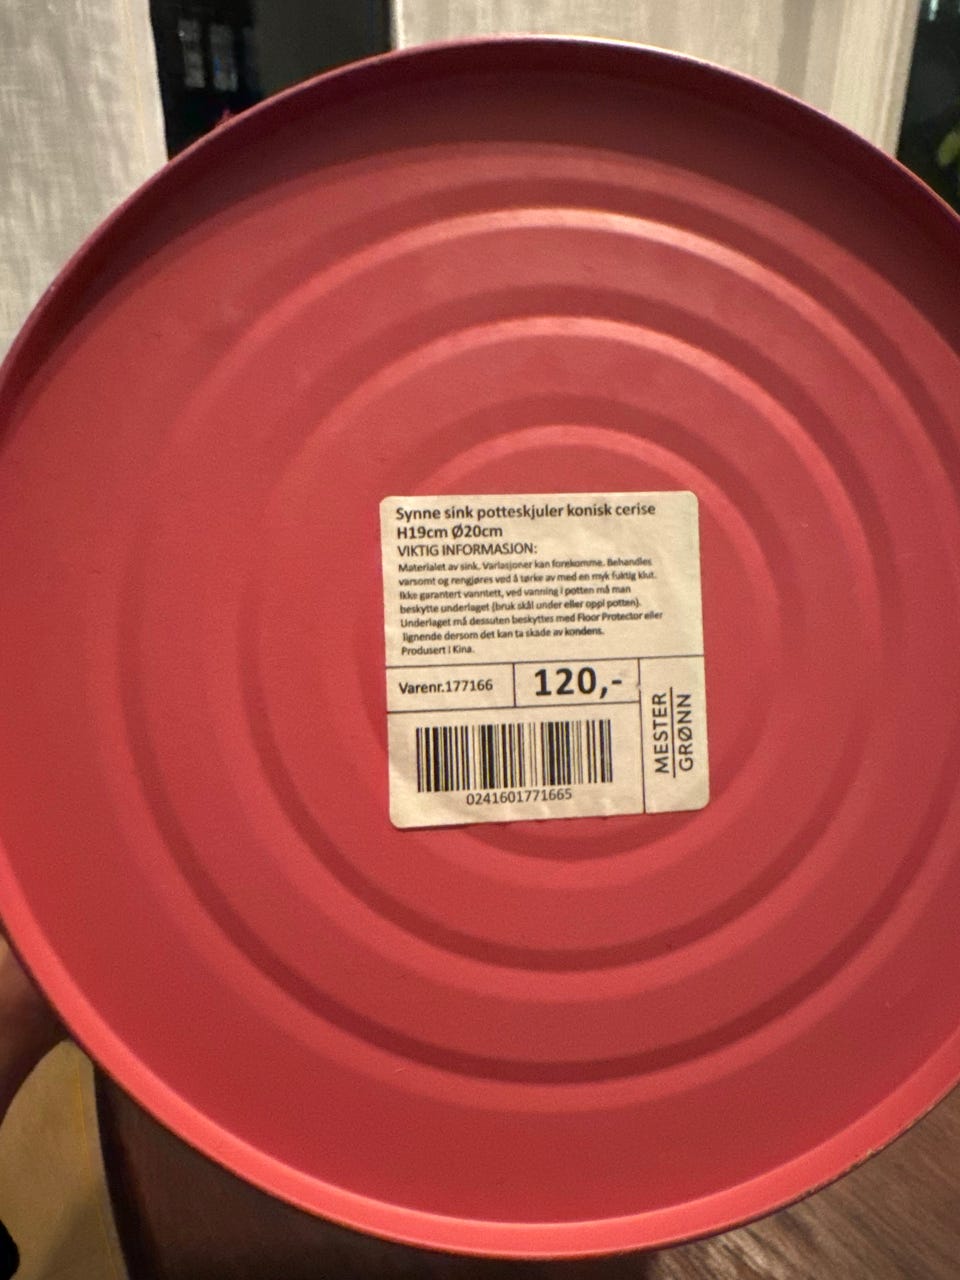 Synne sink potteskjuler konisk cerise
H19cm Ø20cm
VIKTIG INFORMASJON:
Materialet av sink. Variasjoner kan forekomme. Behandles
varsomt og rengjøres ved å tørke av med en myk fuktig klut.
Ikke garantert vanntett, ved vanning i potten må man
beskytte underlaget (bruk skål under eller oppi potten).
Underlaget må dessuten beskyttes med Floor Protector eller
lignende dersom det kan ta skade av kondens.
Produsert i Kina.
Varenr.177166
120,-
0241601771665
MESTER
GRØNN